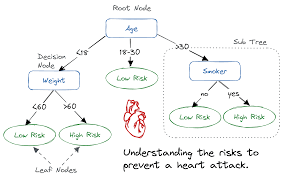 Root Node
Age
Decision
Node
<18
18-30
>30
Sub Tree
Weight
Low Risk
Smoker
<60
>60
no
yes
Low Risk
High Risk
Low Risk
High Risk
Leaf Nodes
Understanding the risks to
prevent a heart attack.